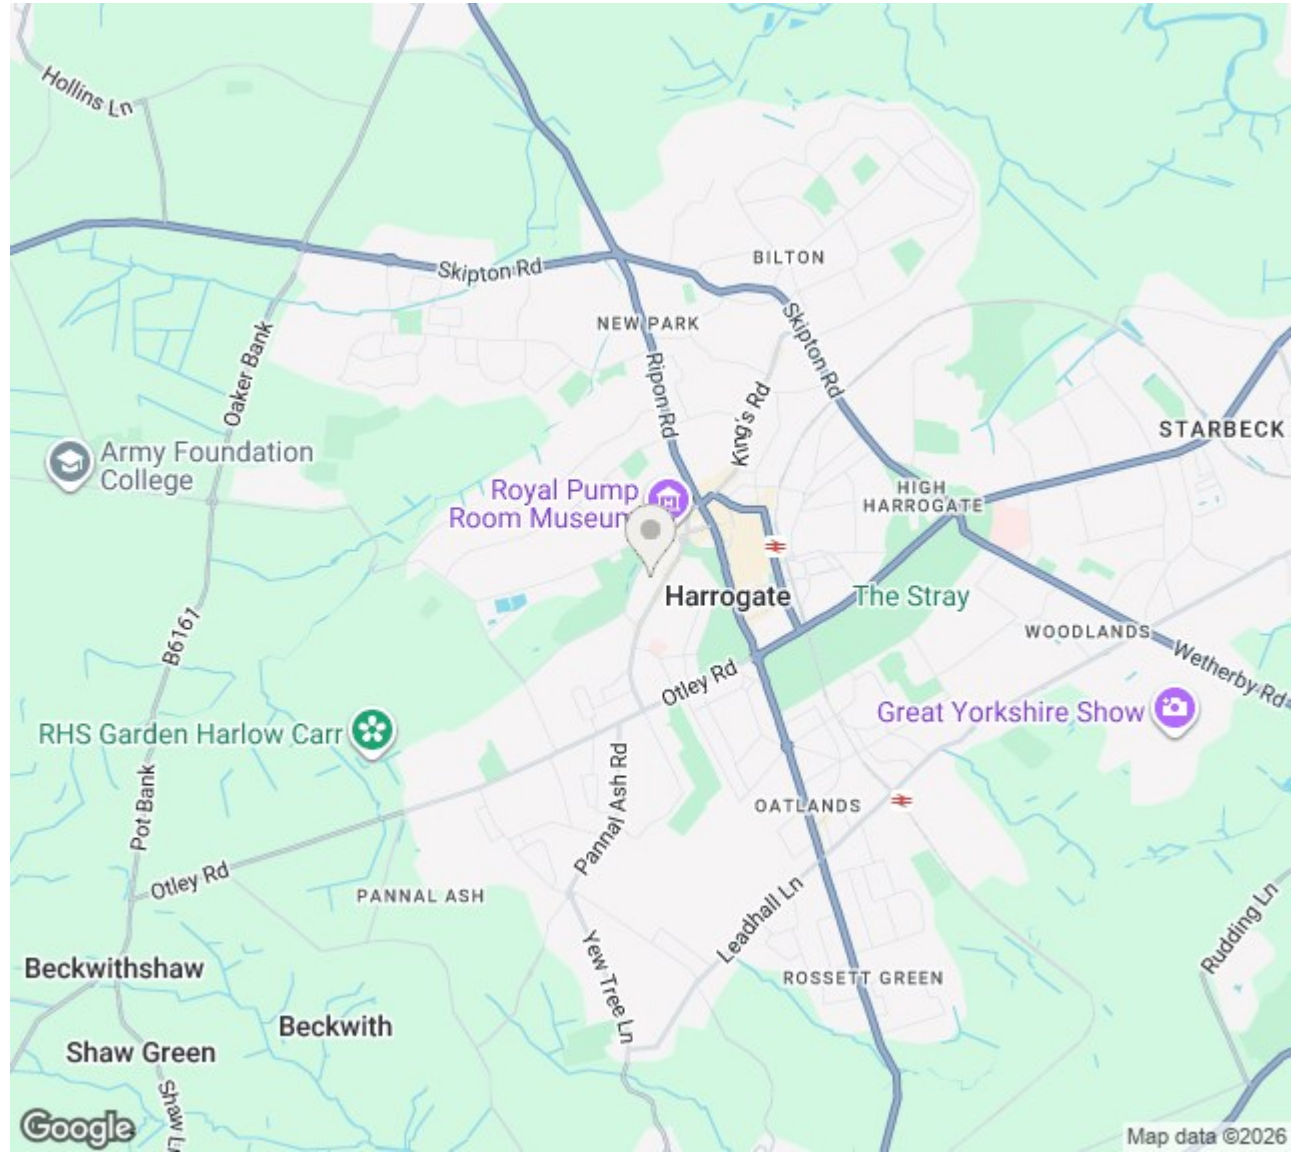 Hollins Ln
Skipton Rd
BILTON
NEW PARK
Skipton Rd
Oaker Bank
Ripon Rd
King's Rd
STARBECK
Army Foundation
College
Royal Pump
Room Museum
HIGH
HARROGATE
Harrogate
The Stray
WOODLANDS
B6161
Wetherby Rd
Otley Rd
RHS Garden Harlow Carr
Great Yorkshire Show
Pot Bank
Pannal Ash Rd
OATLANDS
Otley Rd
PANNAL ASH
Leadhall Ln
Rudding Ln
Yew Tree Ln
Beckwithshaw
ROSSETT GREEN
Beckwith
Shaw Green
Shaw Ln
Google
Map data ©2026